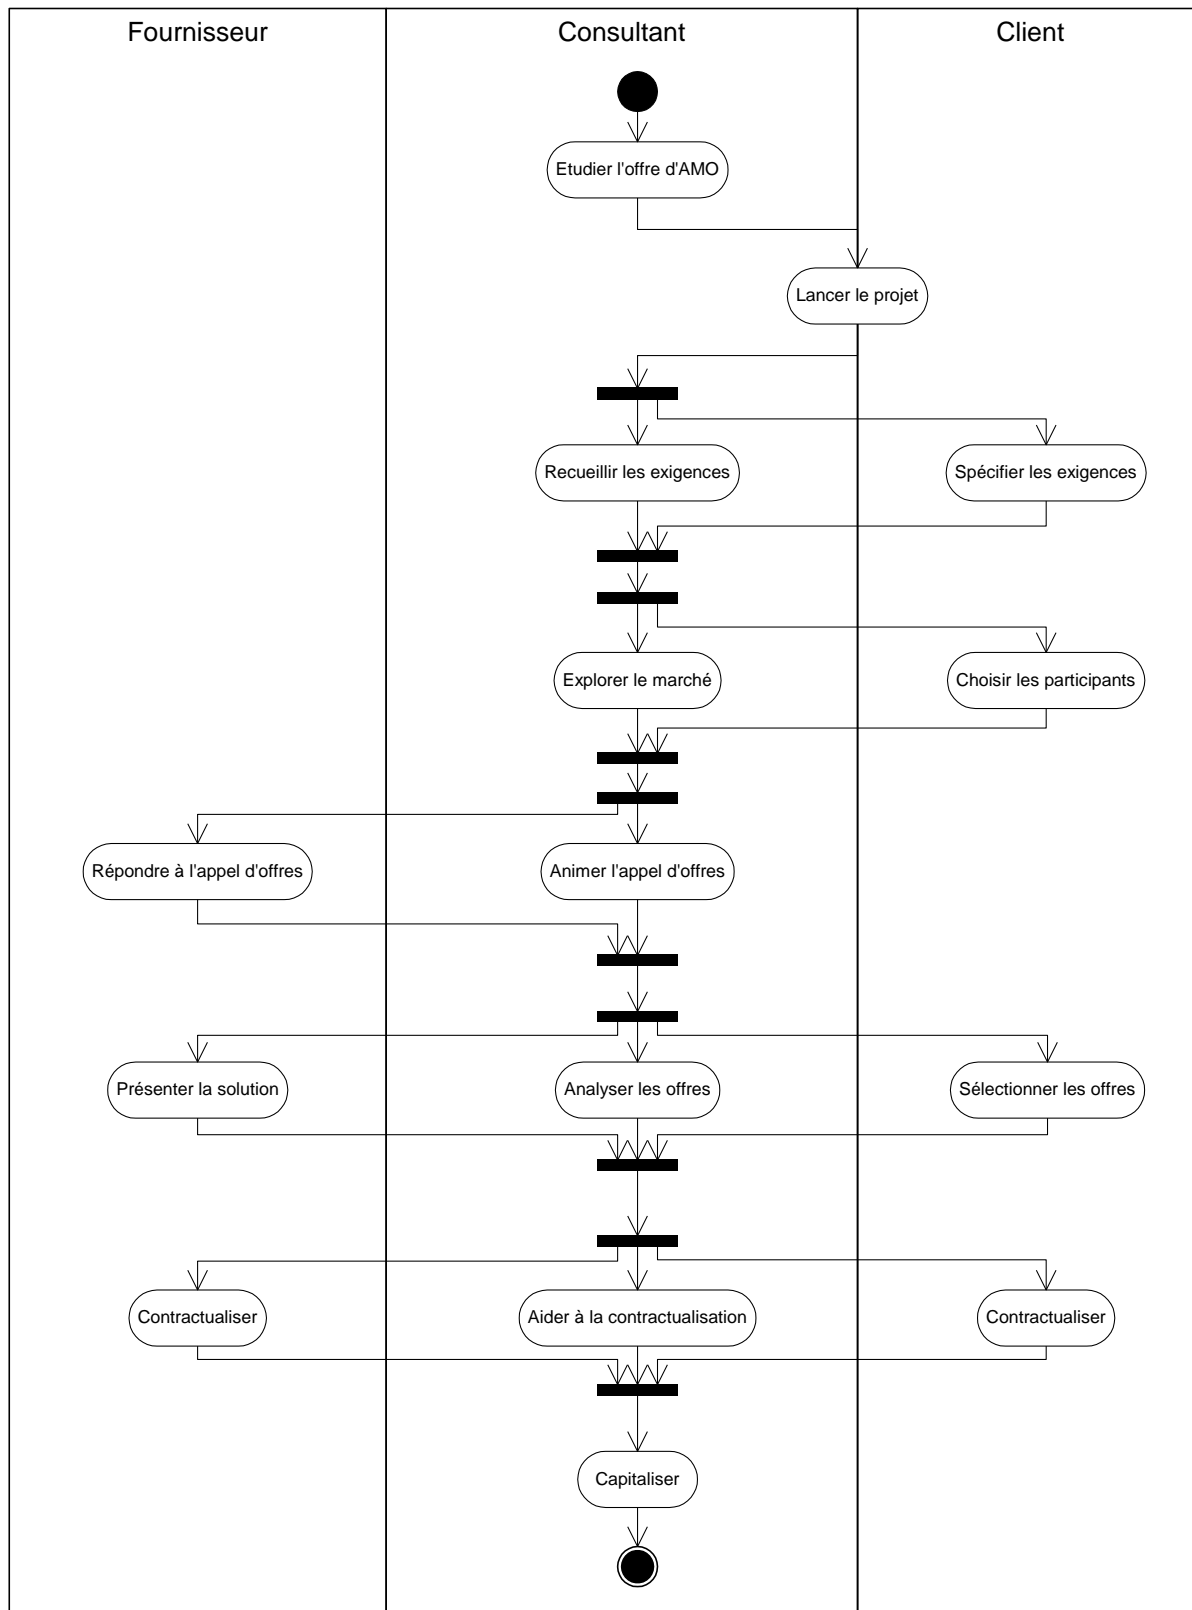 Fournisseur
Consultant
Client
Etudier l'offre d'AMO
Lancer le projet
Recueillir les exigences
Spécifier les exigences
Explorer le marché
Choisir les participants
Répondre à l'appel d'offres
Animer l'appel d'offres
Présenter la solution
Analyser les offres
Sélectionner les offres
Contractualiser
Aider à la contractualisation
Contractualiser
Capitaliser